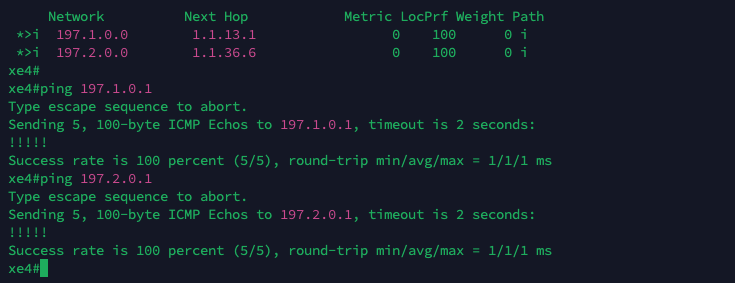 Network Next Hop Metric LocPrf Weight Path
*>i 197.1.0.0 1.1.13.1 0 100 0 i
*>i 197.2.0.0 1.1.36.6 0 100 0 i
xe4#
xe4#ping 197.1.0.1
Type escape sequence to abort.
Sending 5, 100-byte ICMP Echos to 197.1.0.1, timeout is 2 seconds:
!!!!!
Success rate is 100 percent (5/5), round-trip min/avg/max = 1/1/1 ms
xe4#ping 197.2.0.1
Type escape sequence to abort.
Sending 5, 100-byte ICMP Echos to 197.2.0.1, timeout is 2 seconds:
!!!!!
Success rate is 100 percent (5/5), round-trip min/avg/max = 1/1/1 ms
xe4#